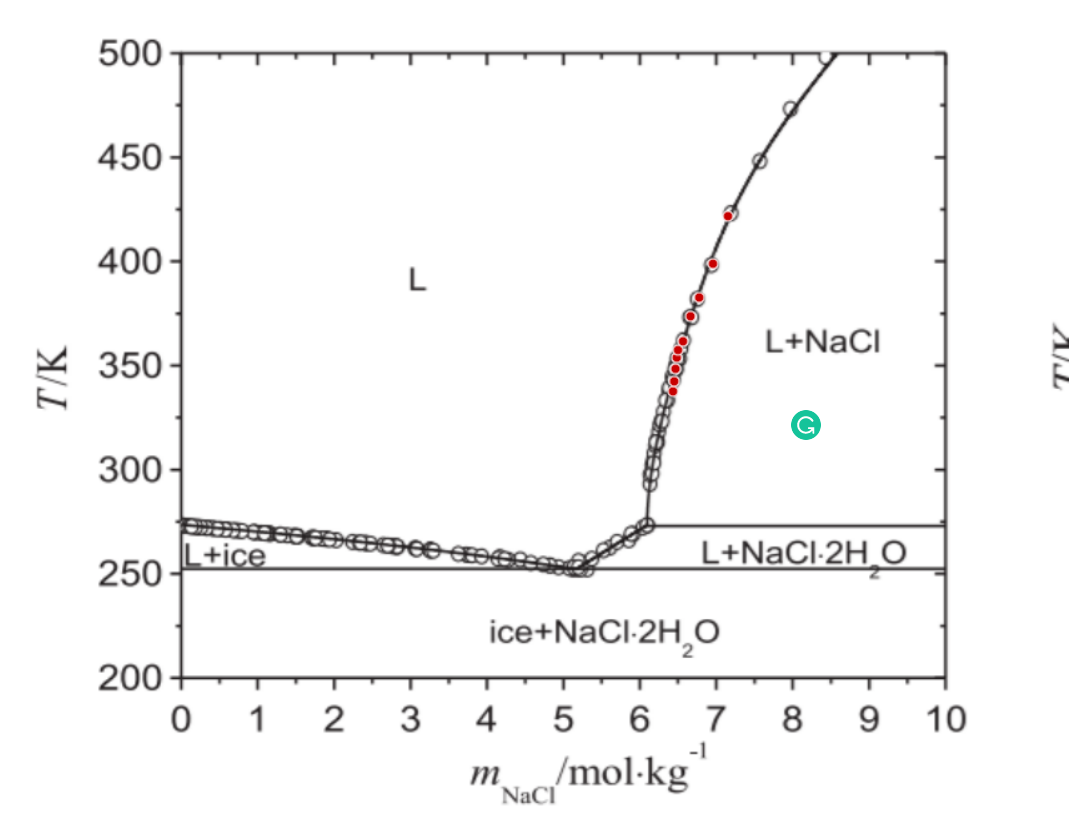 500
450
400
350
300
250
200
T/K
L
L+NaCl
L+ice
L+NaCl·2H2O
ice+NaCl·2H2O
0 1 2 3 4 5 6 7 8 9 10
mNaCl/mol·kg-1
T/K